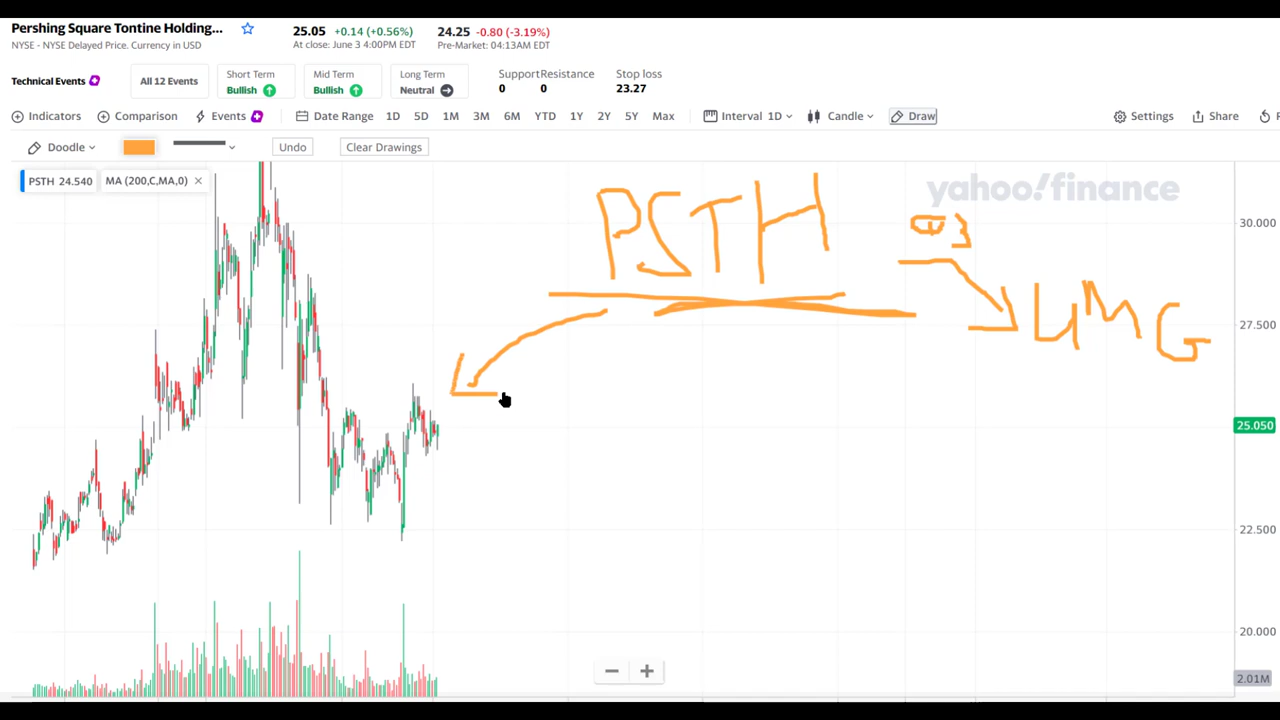 Pershing Square Tontine Holding...
25.05 +0.14 (+0.56%)
24.25 -0.80 (-3.19%)
NYSE - NYSE Delayed Price. Currency in USD
At close: June 3 4:00PM EDT
Pre-Market: 04:13AM EDT
Technical Events
All 12 Events
Short Term
Bullish
Mid Term
Bullish
Long Term
Neutral
Support
0
Resistance
0
Stop loss
23.27
Indicators
Comparison
Events
Date Range
1D 5D 1M 3M 6M YTD 1Y 2Y 5Y Max
Interval 1D
Candle
Draw
Settings
Share
Doodle
Undo
Clear Drawings
PSTH 24.540
MA (200,C,MA,0)
yahoo!finance
PSTH
UMG
30.000
27.500
25.050
22.500
20.000
2.01M